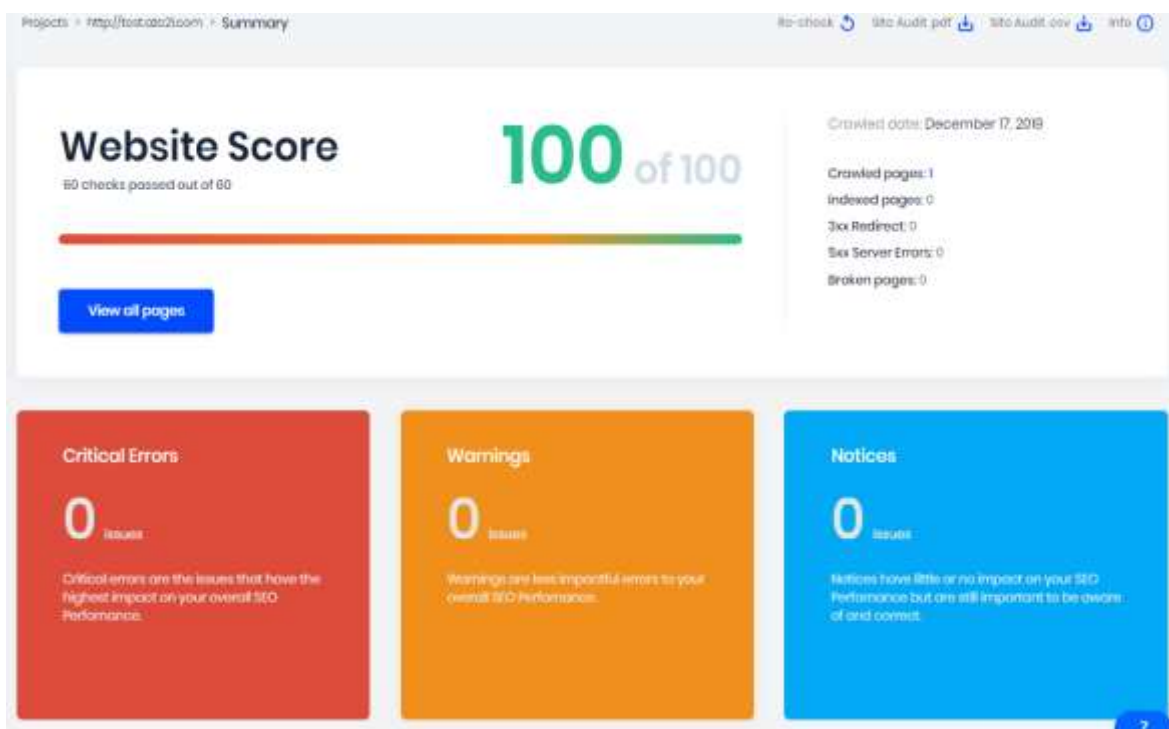 Projects > > Summary
Re-check Site Audit pdf Site Audit csv Info
Website Score
60 checks passed out of 60
100 of 100
View all pages
Crawled date: December 17, 2019
Crawled pages: 1
Indexed pages: 0
3xx Redirect: 0
5xx Server Errors: 0
Broken pages: 0
Critical Errors
0 issues
Critical errors are the issues that have the
highest impact on your overall SEO
Perfomance.
Warnings
0 issues
Warnings are less impactful errors to your
overall SEO Perfomance.
Notices
0 issues
Notices have little or no impact on your SEO
Perfomance but are still important to be aware
of and correct.
?